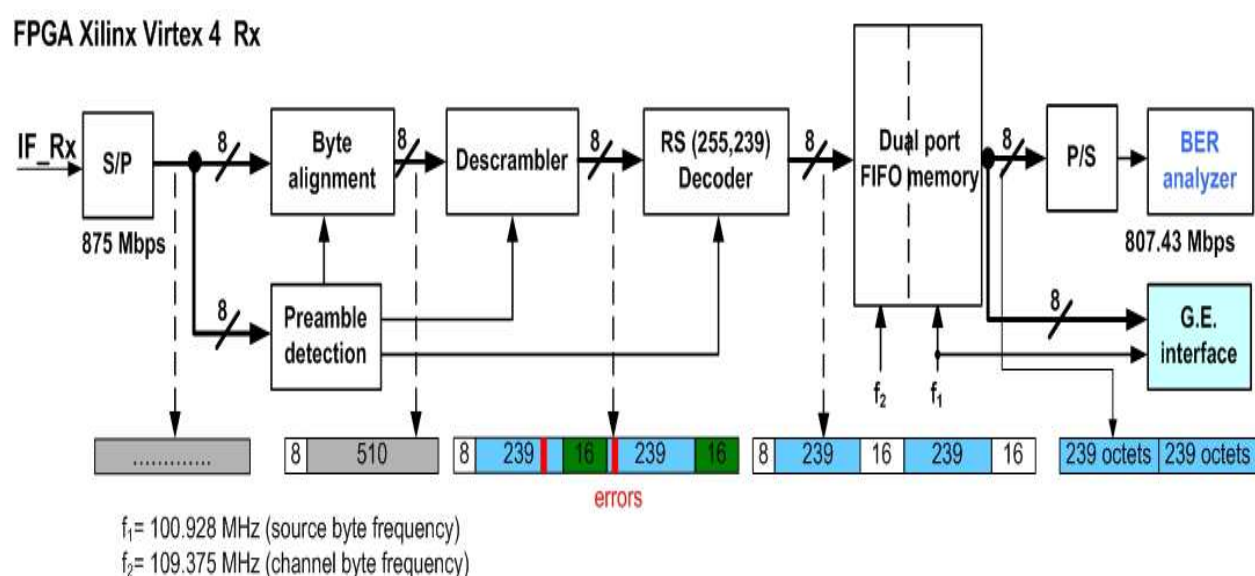 FPGA Xilinx Virtex 4 Rx
IF_Rx
S/P
875 Mbps
8
Byte
alignment
8
Descrambler
8
RS (255,239)
Decoder
8
Dual port
FIFO memory
8
P/S
BER
analyzer
807.43 Mbps
8
Preamble
detection
8
G.E.
interface
f2
f1
.............
8 510
8 239 16 239 16
errors
8 239 16 239 16
239 octets 239 octets
f1= 100.928 MHz (source byte frequency)
f2= 109.375 MHz (channel byte frequency)